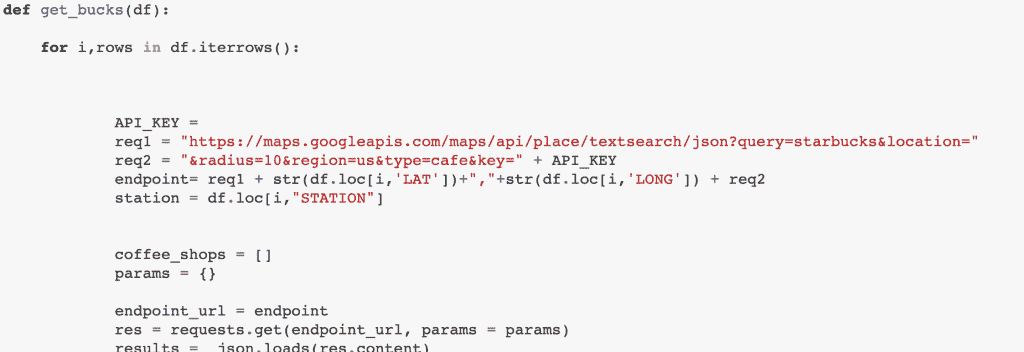 def get_bucks(df):
for i,rows in df.iterrows():
API_KEY =
req1 = "https://maps.googleapis.com/maps/api/place/textsearch/json?query=starbucks&location="
req2 = "&radius=10&region=us&type=cafe&key=" + API_KEY
endpoint= req1 + str(df.loc[i,'LAT'])+","+str(df.loc[i,'LONG']) + req2
station = df.loc[i,"STATION"]
coffee_shops = []
params = {}
endpoint_url = endpoint
res = requests.get(endpoint_url, params = params)
results =  json.loads(res.content)